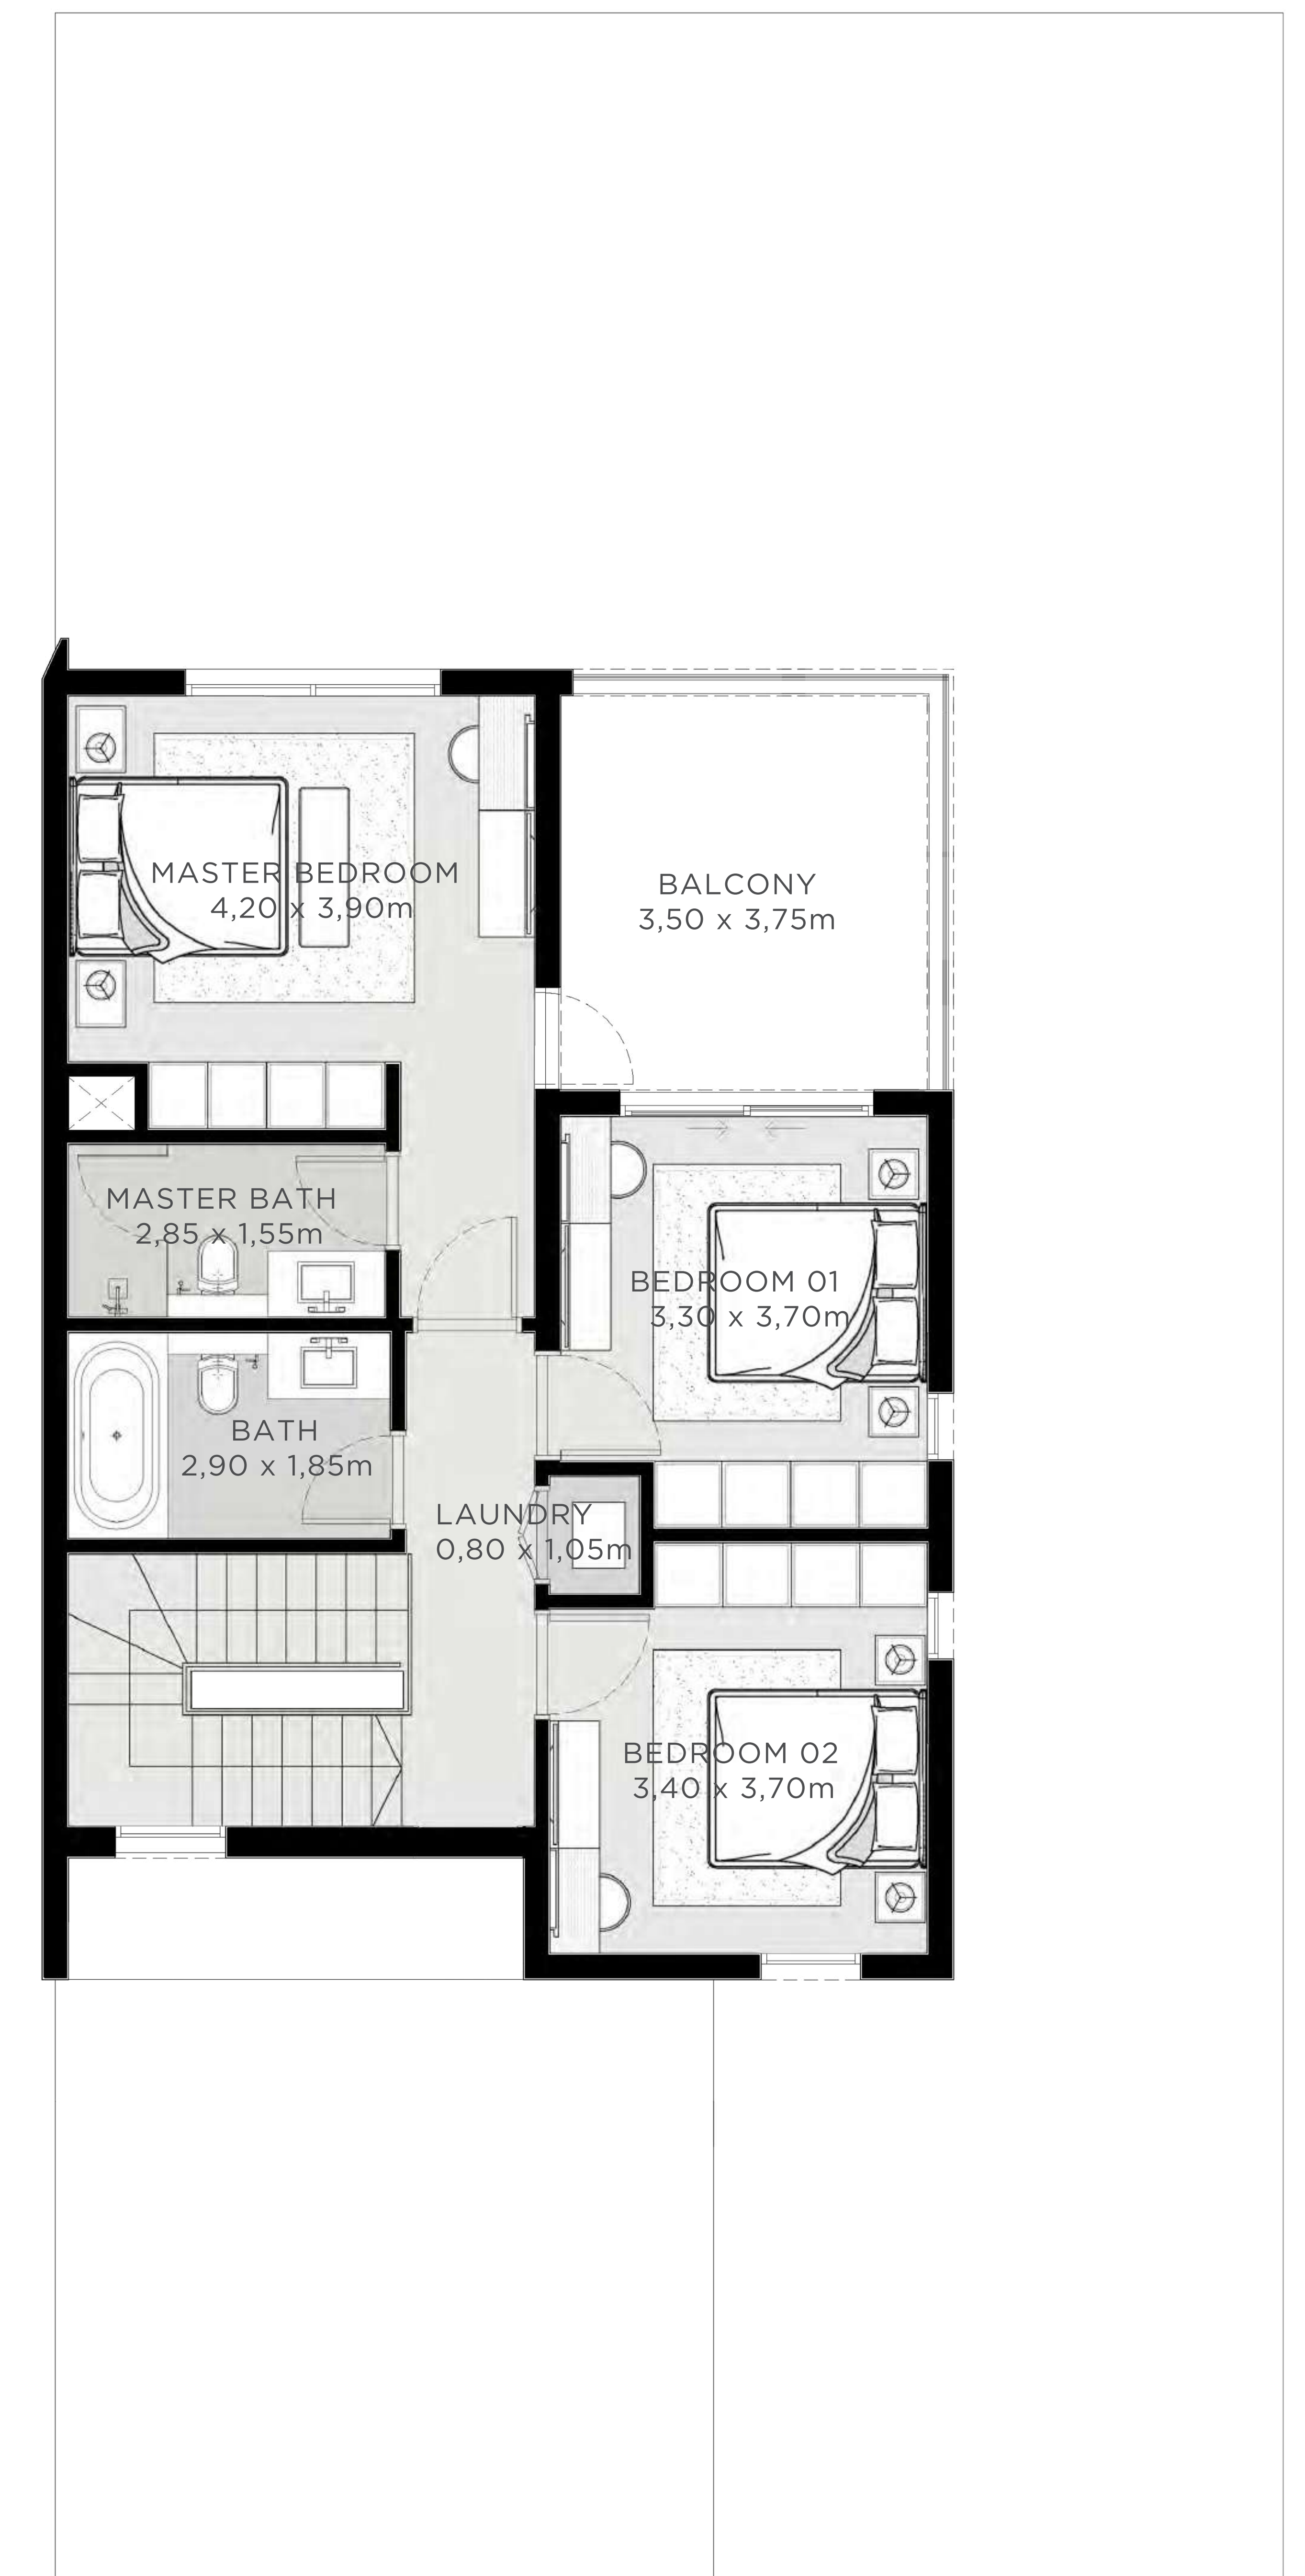 MASTER BEDROOM
4,20 x 3,90m
BALCONY
3,50 x 3,75m
MASTER BATH
2,85 x 1,55m
BEDROOM 01
3,30 x 3,70m
BATH
2,90 x 1,85m
LAUNDRY
0,80 x 1,05m
BEDROOM 02
3,40 x 3,70m